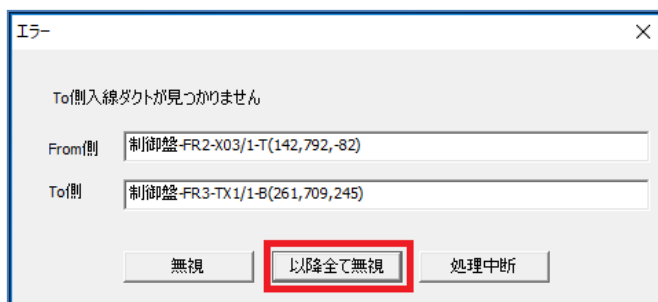 エラー
To側入線ダクトが見つかりません
From側 制御盤-FR2-X03/1-T(142,792,-82)
To側 制御盤-FR3-TX1/1-B(261,709,245)
無視 以降全て無視 処理中断